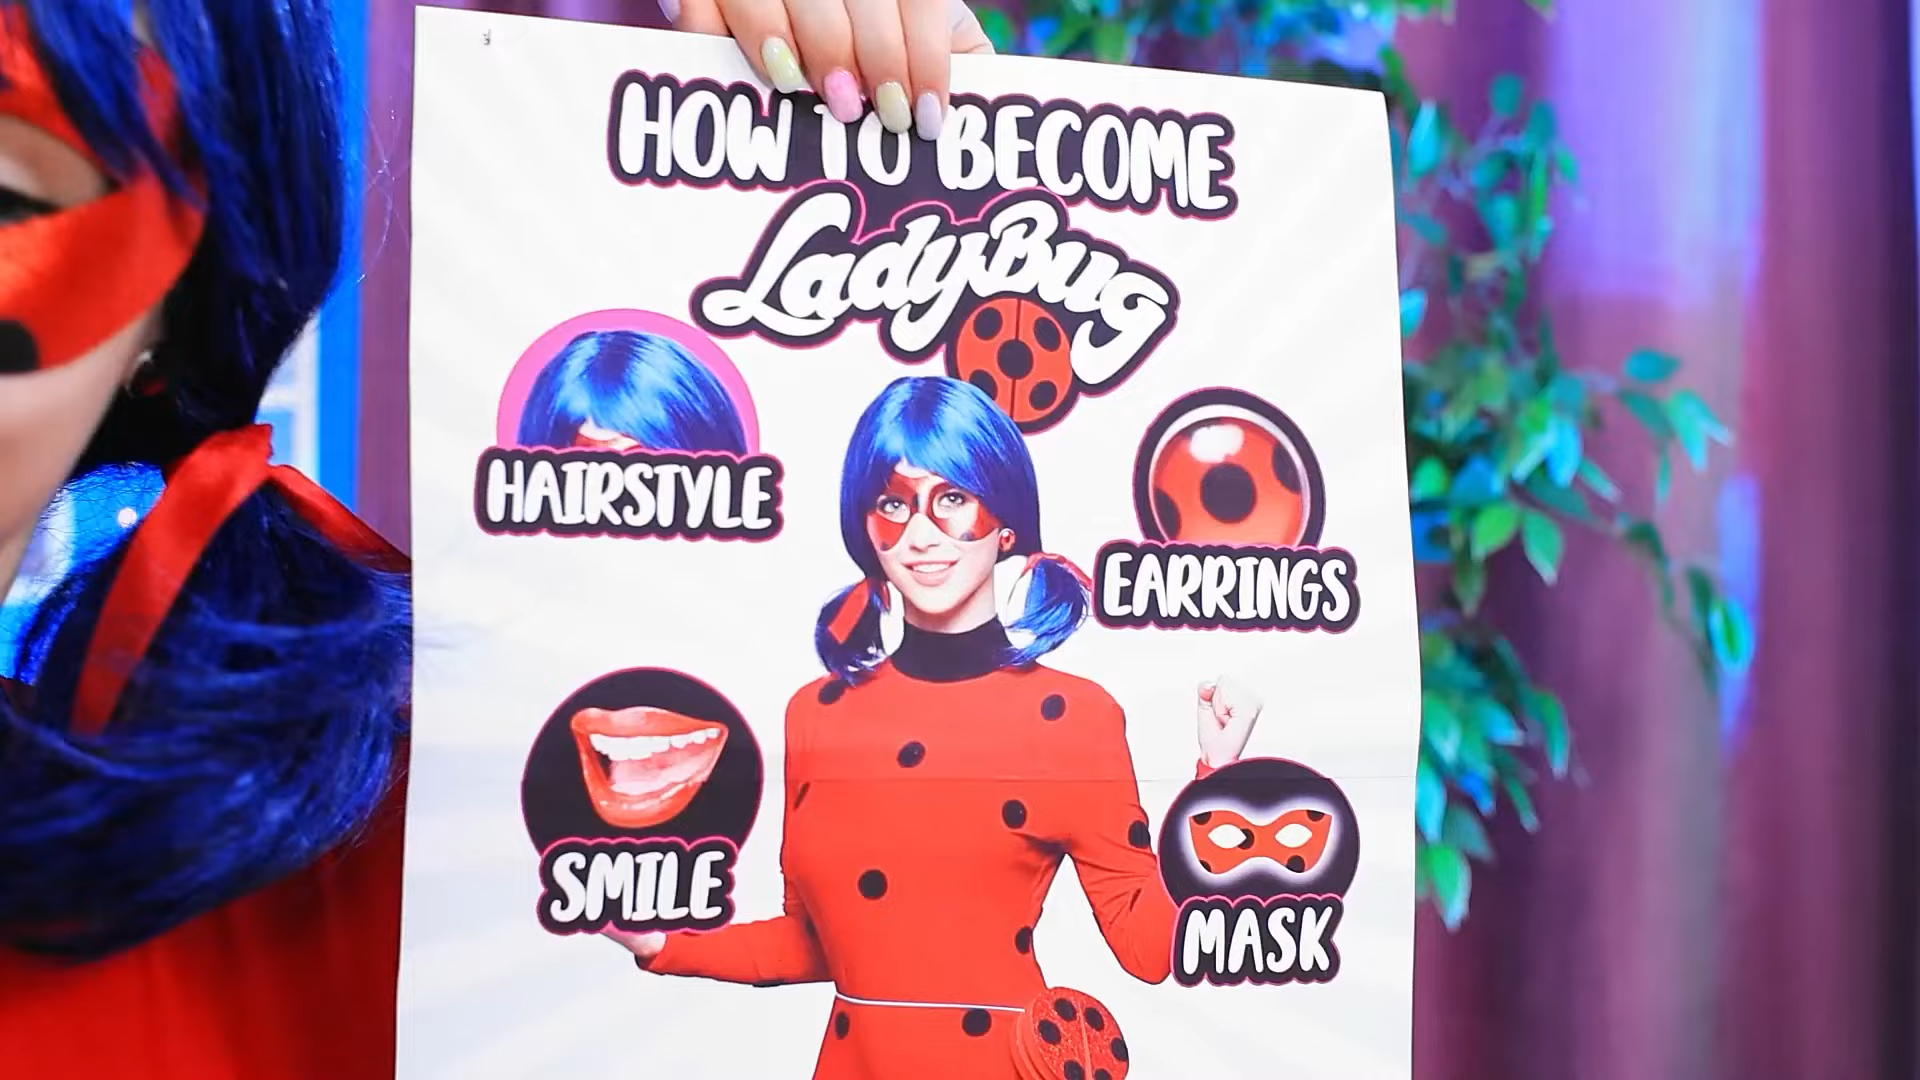 HOW TO BECOME
LadyBug
HAIRSTYLE
EARRINGS
SMILE
MASK